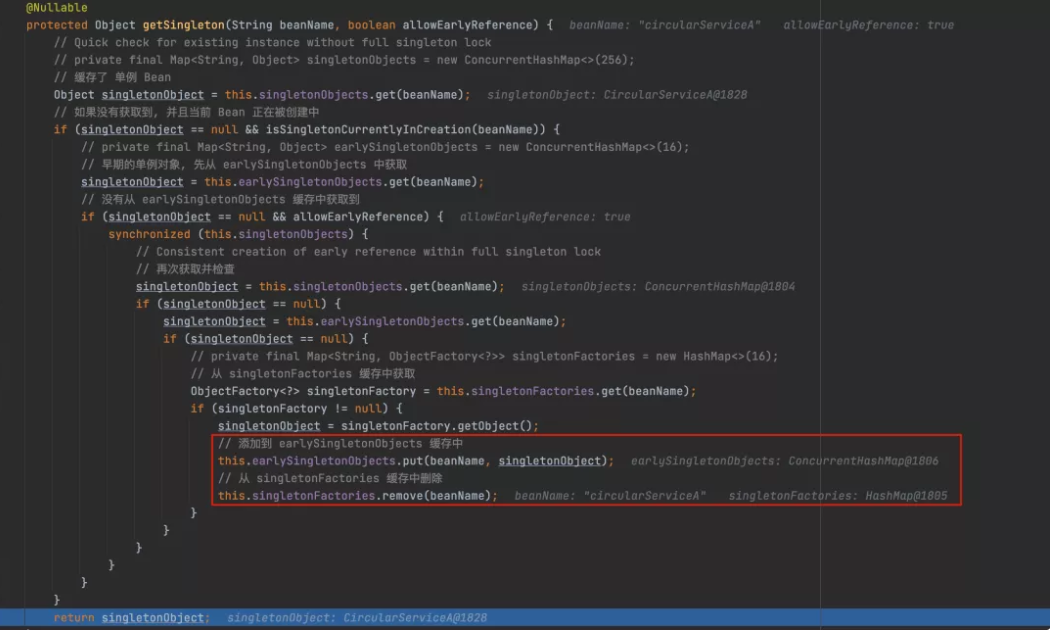 @Nullable
protected Object getSingleton(String beanName, boolean allowEarlyReference) {  beanName: "circularServiceA"  allowEarlyReference: true
// Quick check for existing instance without full singleton lock
// private final Map<String, Object> singletonObjects = new ConcurrentHashMap<>(256);
// 缓存了 单例 Bean
Object singletonObject = this.singletonObjects.get(beanName);  singletonObject: CircularServiceA@1828
// 如果没有获取到, 并且当前 Bean 正在被创建中
if (singletonObject == null && isSingletonCurrentlyInCreation(beanName)) {
// private final Map<String, Object> earlySingletonObjects = new ConcurrentHashMap<>(16);
// 早期的单例对象, 先从 earlySingletonObjects 中获取
singletonObject = this.earlySingletonObjects.get(beanName);
// 没有从 earlySingletonObjects 缓存中获取到
if (singletonObject == null && allowEarlyReference) {  allowEarlyReference: true
synchronized (this.singletonObjects) {
// Consistent creation of early reference within full singleton lock
// 再次获取并检查
singletonObject = this.singletonObjects.get(beanName);  singletonObjects: ConcurrentHashMap@1804
if (singletonObject == null) {
singletonObject = this.earlySingletonObjects.get(beanName);
if (singletonObject == null) {
// private final Map<String, ObjectFactory<?>> singletonFactories = new HashMap<>(16);
// 从 singletonFactories 缓存中获取
ObjectFactory<?> singletonFactory = this.singletonFactories.get(beanName);
if (singletonFactory != null) {
singletonObject = singletonFactory.getObject();
// 添加到 earlySingletonObjects 缓存中
this.earlySingletonObjects.put(beanName, singletonObject);  earlySingletonObjects: ConcurrentHashMap@1806
// 从 singletonFactories 缓存中删除
this.singletonFactories.remove(beanName);  beanName: "circularServiceA"  singletonFactories: HashMap@1805
}
}
}
}
}
}
return singletonObject;  singletonObject: CircularServiceA@1828